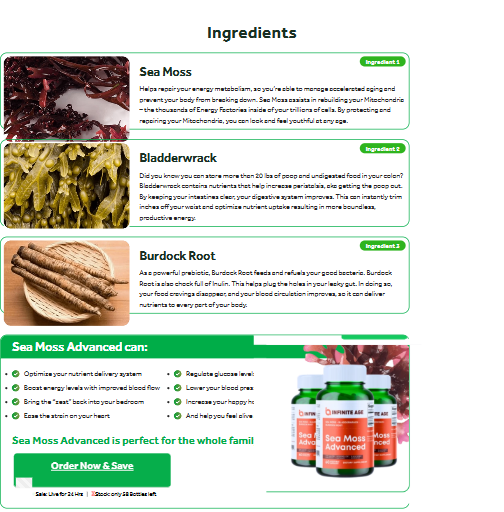 Ingredients
Ingredient 1
Sea Moss
Helps repair your energy metabolism, so you're able to manage accelerated aging and
prevent your body from breaking down. Sea Moss assists in rebuilding your Mitochondria
– the thousands of Energy Factories inside of your trillions of cells. By protecting and
repairing your Mitochondria, you can look and feel youthful at any age.
Ingredient 2
Bladderwrack
Did you know you can store more than 20 lbs of poop and undigested food in your colon?
Bladderwrack contains nutrients that help increase peristalsis, aka getting the poop out.
By keeping your intestines clear, your digestive system improves. This can instantly trim
inches off your waist and optimize nutrient uptake resulting in more boundless,
productive energy.
Ingredient 3
Burdock Root
As a powerful prebiotic, Burdock Root feeds and refuels your good bacteria. Burdock
Root is also chock full of Inulin. This helps plug the holes in your leaky gut. In doing so,
your food cravings disappear, and your blood circulation improves, so it can deliver
nutrients to every part of your body.
Sea Moss Advanced can:
Optimize your nutrient delivery system
Boost energy levels with improved blood flow
Bring the "zest" back into your bedroom
Ease the strain on your heart
Regulate glucose levels
Lower your blood pres
Increase your happy ho
And help you feel alive
Sea Moss Advanced is perfect for the whole famil
Order Now & Save
Sale: Live for 24 Hrs | Stock only 58 Bottles left
INFINITE AGE
Sea Moss
Advanced